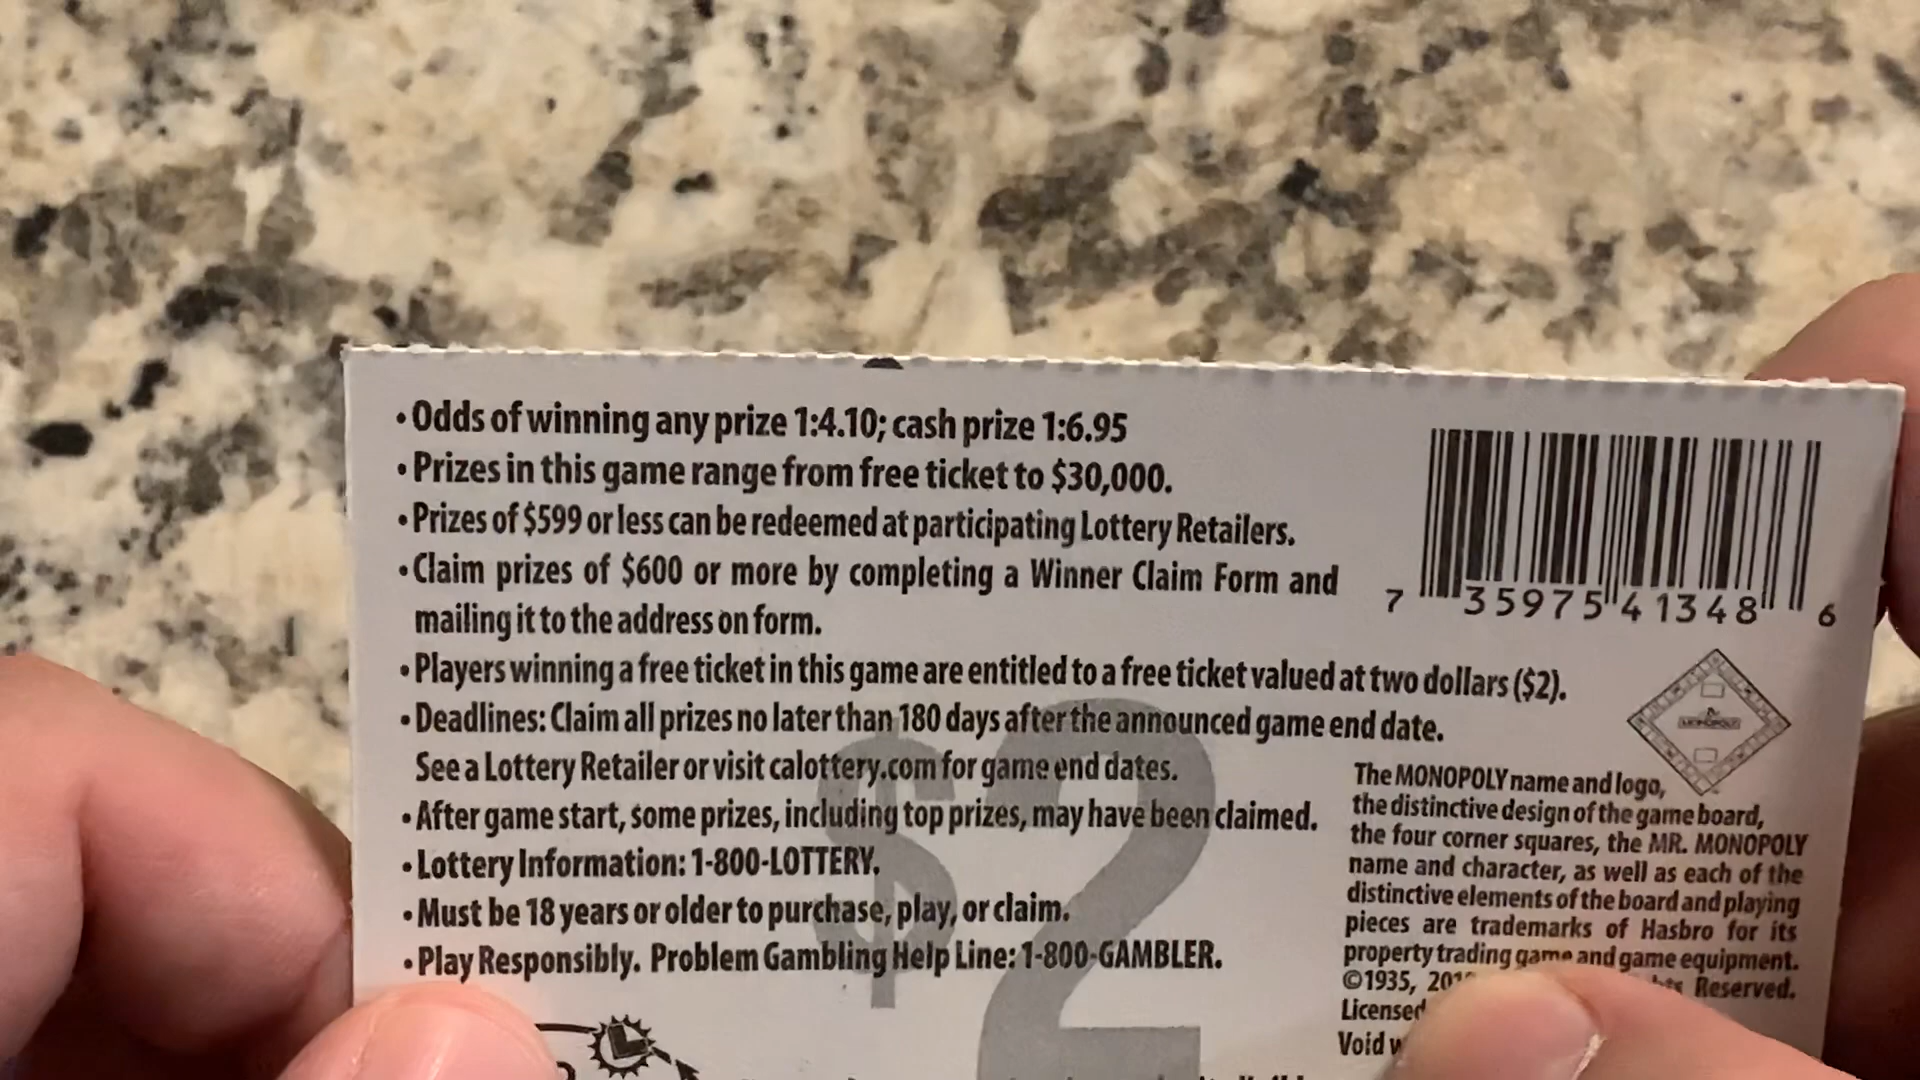 • Odds of winning any prize 1:4.10; cash prize 1:6.95
• Prizes in this game range from free ticket to $30,000.
• Prizes of $599 or less can be redeemed at participating Lottery Retailers.
• Claim prizes of $600 or more by completing a Winner Claim Form and
mailing it to the address on form.
• Players winning a free ticket in this game are entitled to a free ticket valued at two dollars ($2).
• Deadlines: Claim all prizes no later than 180 days after the announced game end date.
See a Lottery Retailer or visit calottery.com for game end dates.
• After game start, some prizes, including top prizes, may have been claimed.
• Lottery Information: 1-800-LOTTERY.
• Must be 18 years or older to purchase, play, or claim.
• Play Responsibly. Problem Gambling Help Line: 1-800-GAMBLER.
$2
7 35975 41348 6
MONOPOLY
The MONOPOLY name and logo,
the distinctive design of the game board,
the four corner squares, the MR. MONOPOLY
name and character, as well as each of the
distinctive elements of the board and playing
pieces are trademarks of Hasbro for its
property trading game and game equipment.
©1935, Reserved.
Licensed
Void